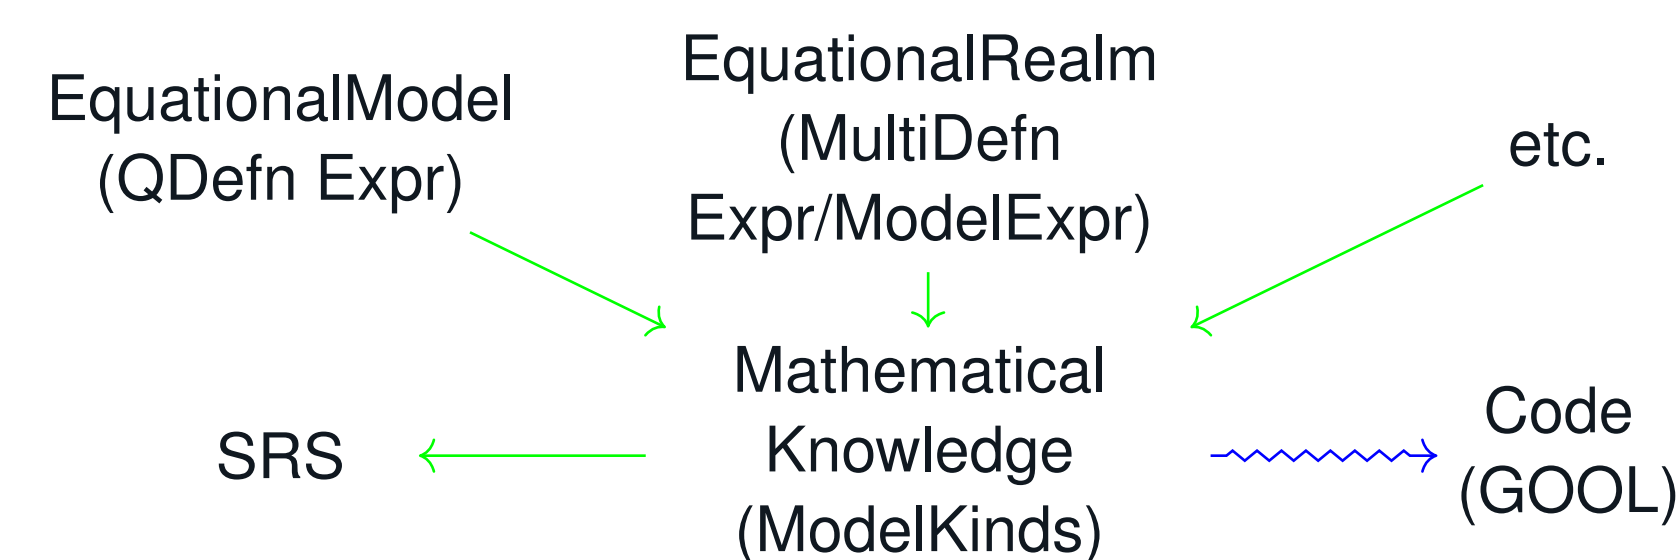 EquationalModel
(QDefn Expr)
EquationalRealm
(MultiDefn
Expr/ModelExpr)
etc.
SRS
Mathematical
Knowledge
(ModelKinds)
Code
(GOOL)